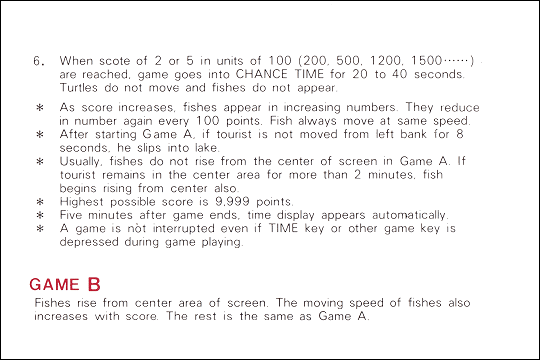 6. When scote of 2 or 5 in units of 100 (200, 500, 1200, 1500⋯⋯)
are reached, game goes into CHANCE TIME for 20 to 40 seconds.
Turtles do not move and fishes do not appear.
* As score increases, fishes appear in increasing numbers. They reduce
in number again every 100 points. Fish always move at same speed.
* After starting Game A, if tourist is not moved from left bank for 8
seconds, he slips into lake.
* Usually, fishes do not rise from the center of screen in Game A. If
tourist remains in the center area for more than 2 minutes, fish
begins rising from center also.
* Highest possible score is 9,999 points.
* Five minutes after game ends, time display appears automatically.
* A game is not interrupted even if TIME key or other game key is
depressed during game playing.
GAME B
Fishes rise from center area of screen. The moving speed of fishes also
increases with score. The rest is the same as Game A.